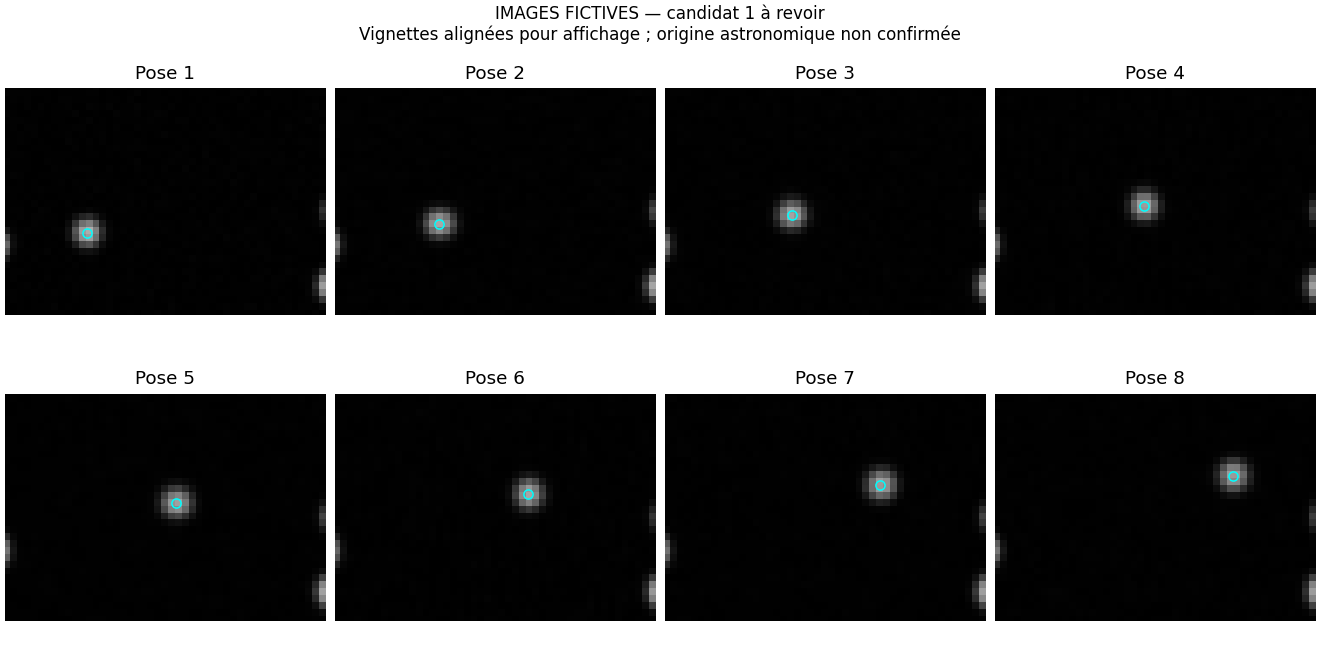 IMAGES FICTIVES — candidat 1 à revoir
Vignettes alignées pour affichage ; origine astronomique non confirmée
Pose 1
Pose 2
Pose 3
Pose 4
Pose 5
Pose 6
Pose 7
Pose 8